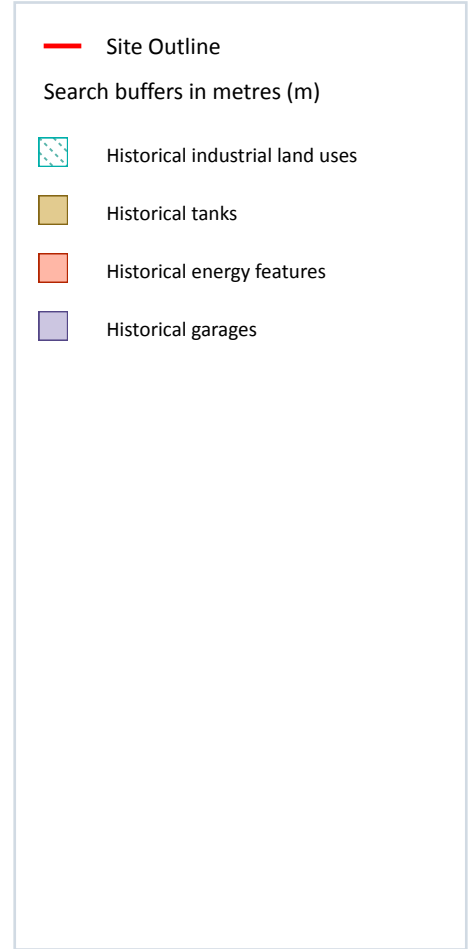 Site Outline
Search buffers in metres (m)
Historical industrial land uses
Historical tanks
Historical energy features
Historical garages